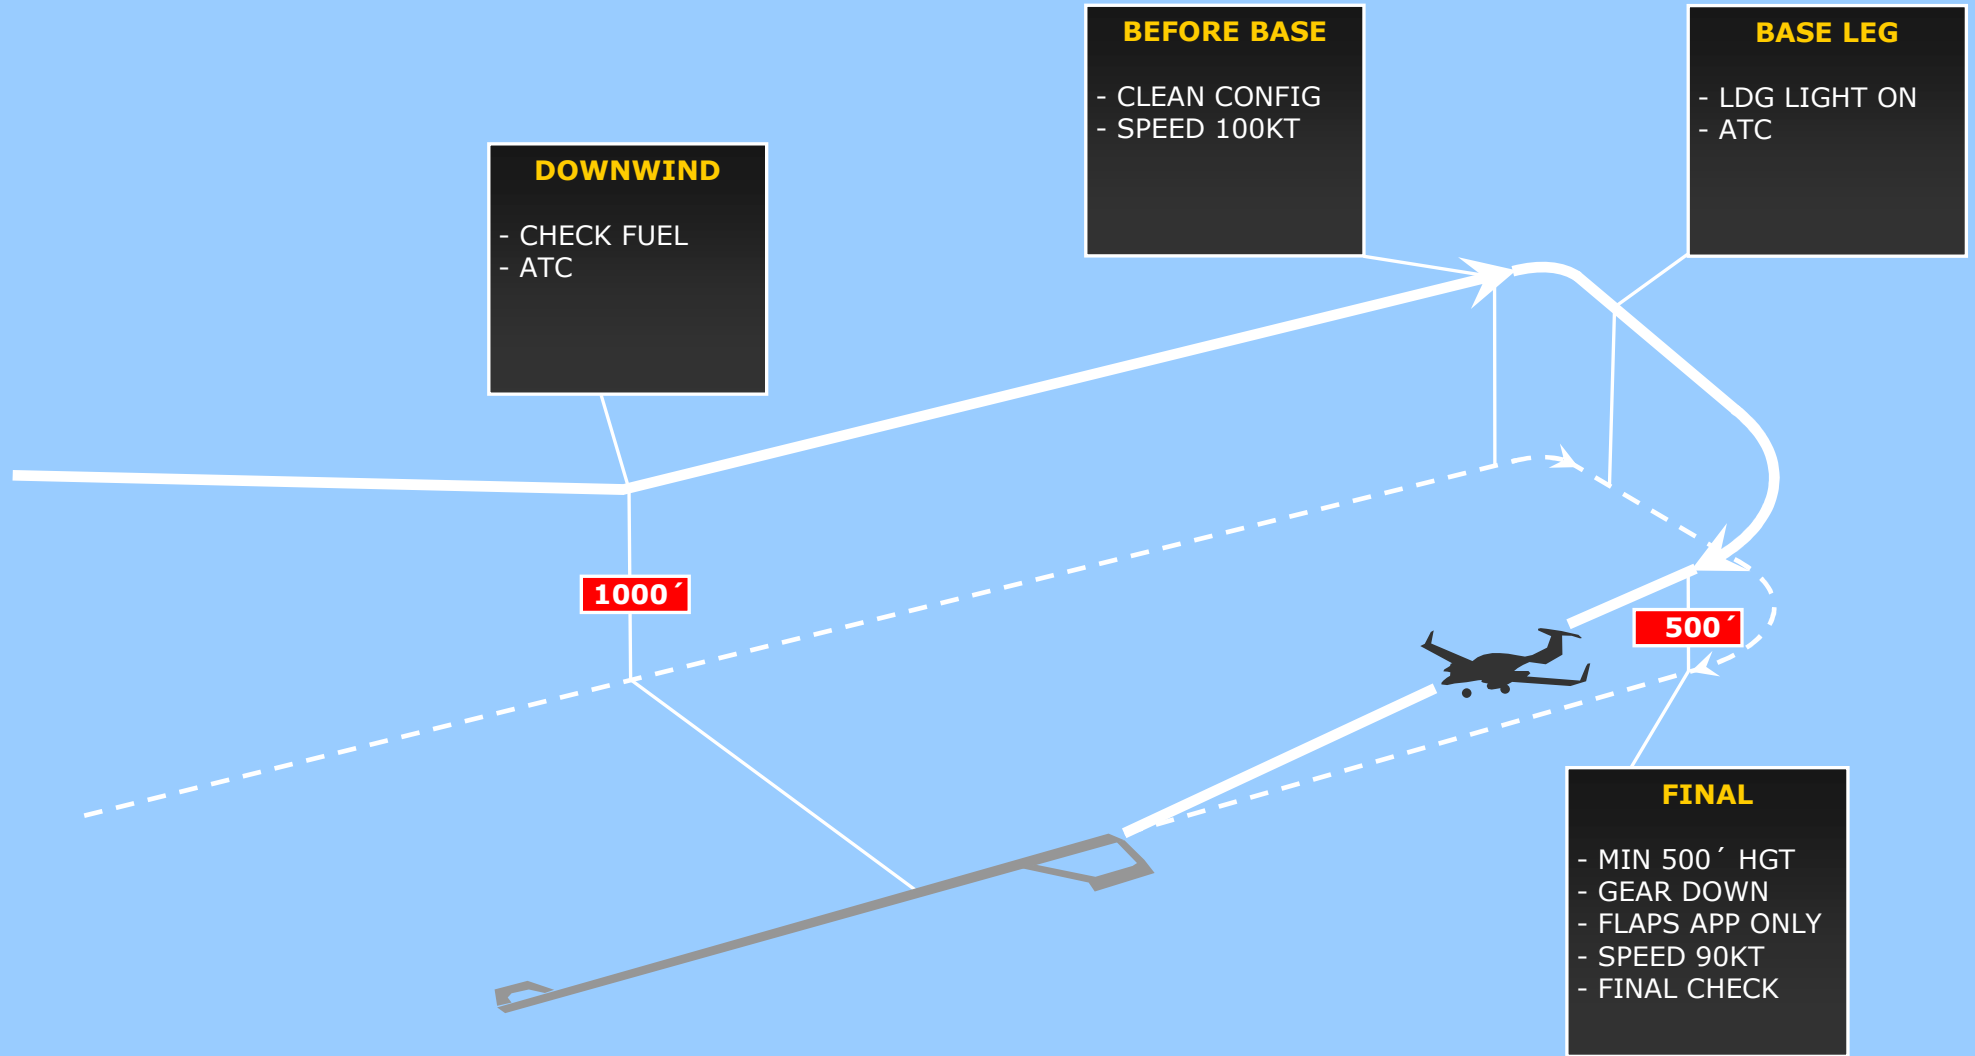 BEFORE BASE
- CLEAN CONFIG
- SPEED 100KT
BASE LEG
- LDG LIGHT ON
- ATC
DOWNWIND
- CHECK FUEL
- ATC
1000´
500´
FINAL
- MIN 500´ HGT
- GEAR DOWN
- FLAPS APP ONLY
- SPEED 90KT
- FINAL CHECK